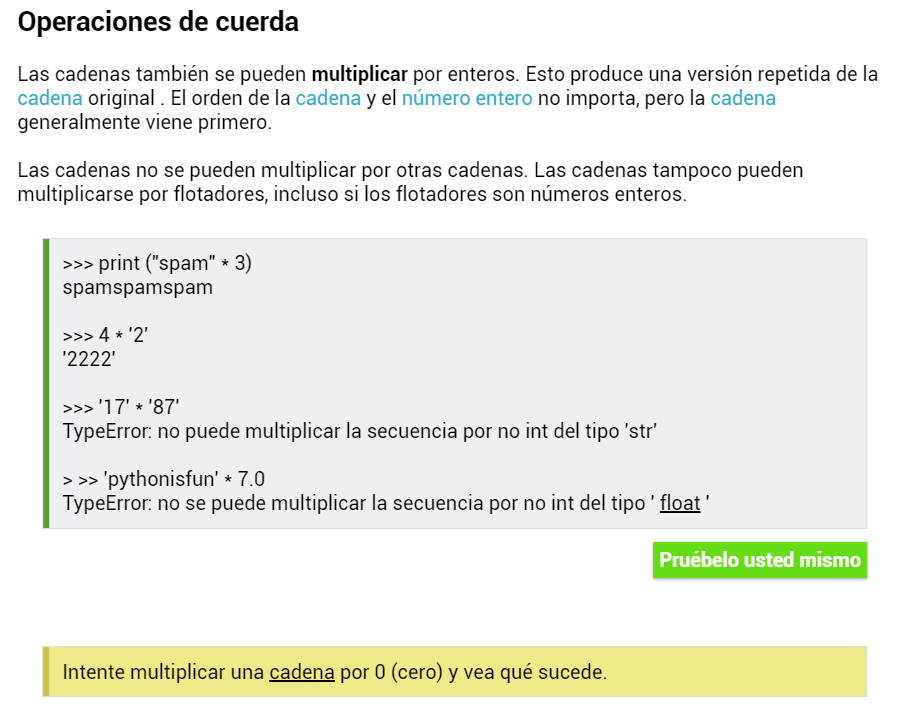 Operaciones de cuerda
Las cadenas también se pueden multiplicar por enteros. Esto produce una versión repetida de la
cadena original . El orden de la cadena y el número entero no importa, pero la cadena
generalmente viene primero.
Las cadenas no se pueden multiplicar por otras cadenas. Las cadenas tampoco pueden
multiplicarse por flotadores, incluso si los flotadores son números enteros.
>>> print ("spam" * 3)
spamspamspam
>>> 4 * '2'
'2222'
>>> '17' * '87'
TypeError: no puede multiplicar la secuencia por no int del tipo 'str'
> >> 'pythonisfun' * 7.0
TypeError: no se puede multiplicar la secuencia por no int del tipo ' float '
Pruébelo usted mismo
Intente multiplicar una cadena por 0 (cero) y vea qué sucede.